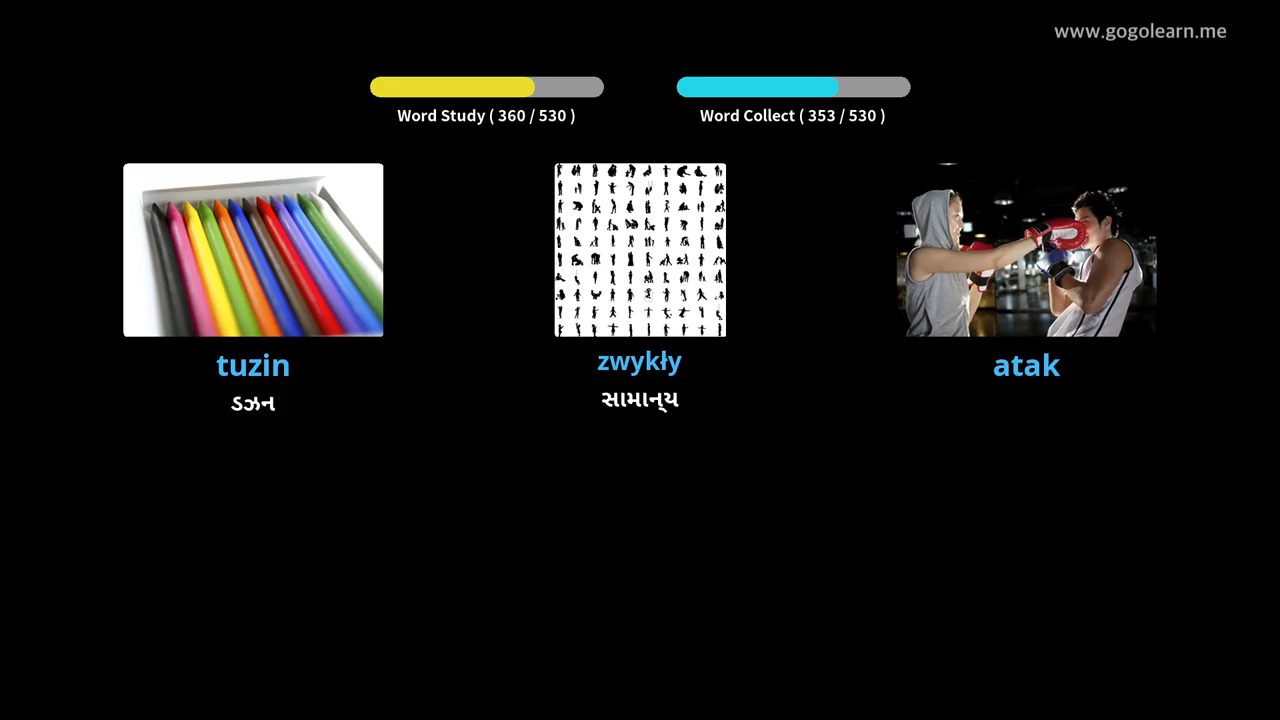 www.gogolearn.me
Word Study ( 360 / 530 )
Word Collect ( 353 / 530 )
tuzin
ડઝન
zwykły
સામાન્ય
atak